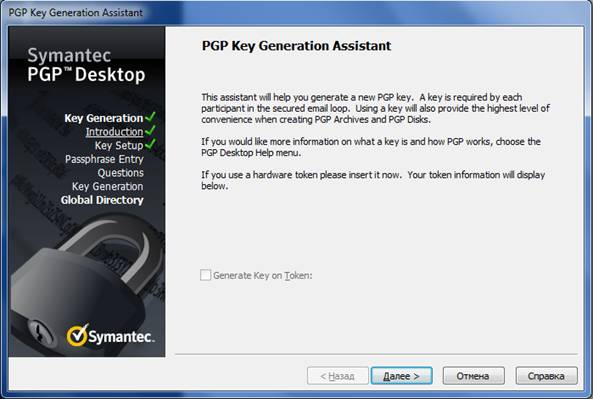 PGP Key Generation Assistant
Symantec
PGP™ Desktop
Key Generation
Introduction
Key Setup
Passphrase Entry
Questions
Key Generation
Global Directory
Symantec.
PGP Key Generation Assistant
This assistant will help you generate a new PGP key. A key is required by each
participant in the secured email loop. Using a key will also provide the highest level of
convenience when creating PGP Archives and PGP Disks.
If you would like more information on what a key is and how PGP works, choose the
PGP Desktop Help menu.
If you use a hardware token please insert it now. Your token information will display
below.
Generate Key on Token:
< Назад
Далее >
Отмена
Справка